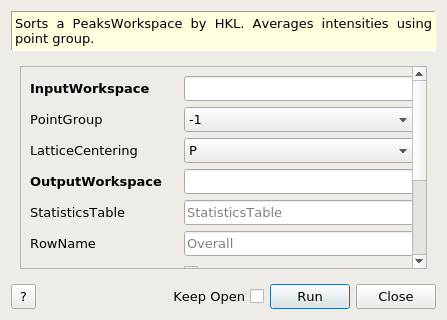 Sorts a PeaksWorkspace by HKL. Averages intensities using
point group.
InputWorkspace
PointGroup -1
LatticeCentering P
OutputWorkspace
StatisticsTable StatisticsTable
RowName Overall
? Keep Open Run Close